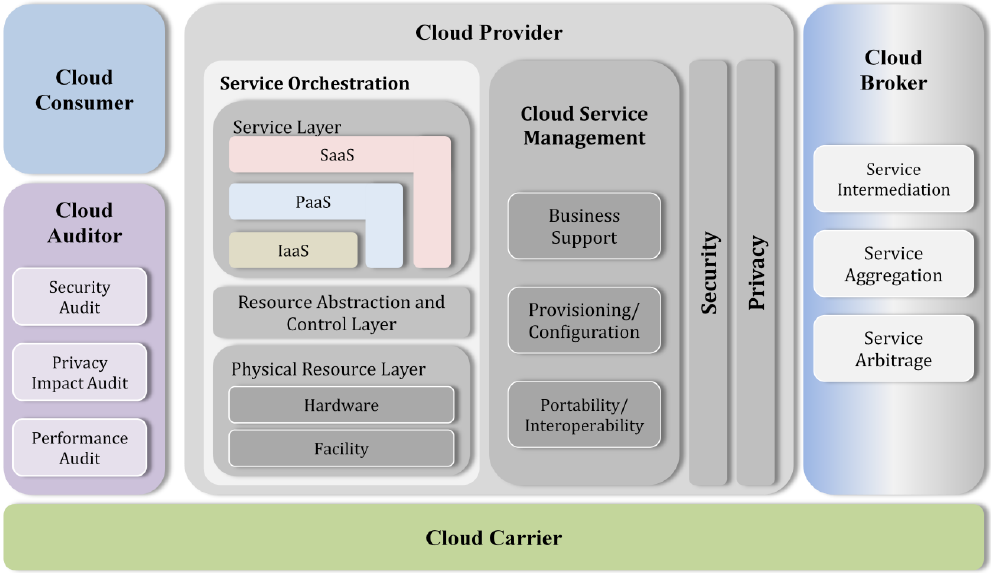 Cloud
Consumer
Cloud
Auditor
Security
Audit
Privacy
Impact Audit
Performance
Audit
Cloud Provider
Service Orchestration
Service Layer
SaaS
PaaS
IaaS
Resource Abstraction and
Control Layer
Physical Resource Layer
Hardware
Facility
Cloud Service
Management
Business
Support
Provisioning/
Configuration
Portability/
Interoperability
Security
Privacy
Cloud
Broker
Service
Intermediation
Service
Aggregation
Service
Arbitrage
Cloud Carrier